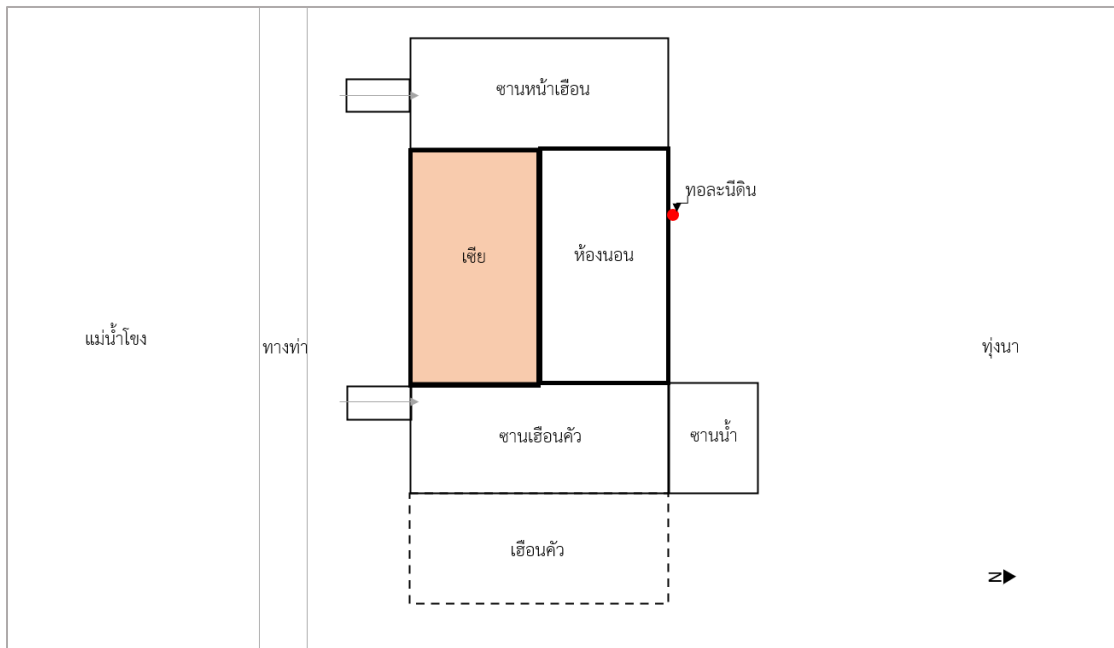 ซานหน้าเฮือน
ทอละนีดิน
เซีย
ห้องนอน
แม่น้ำโขง
ทางท่า
ทุ่งนา
ซานเฮือนคัว
ซานน้ำ
เฮือนคัว
N